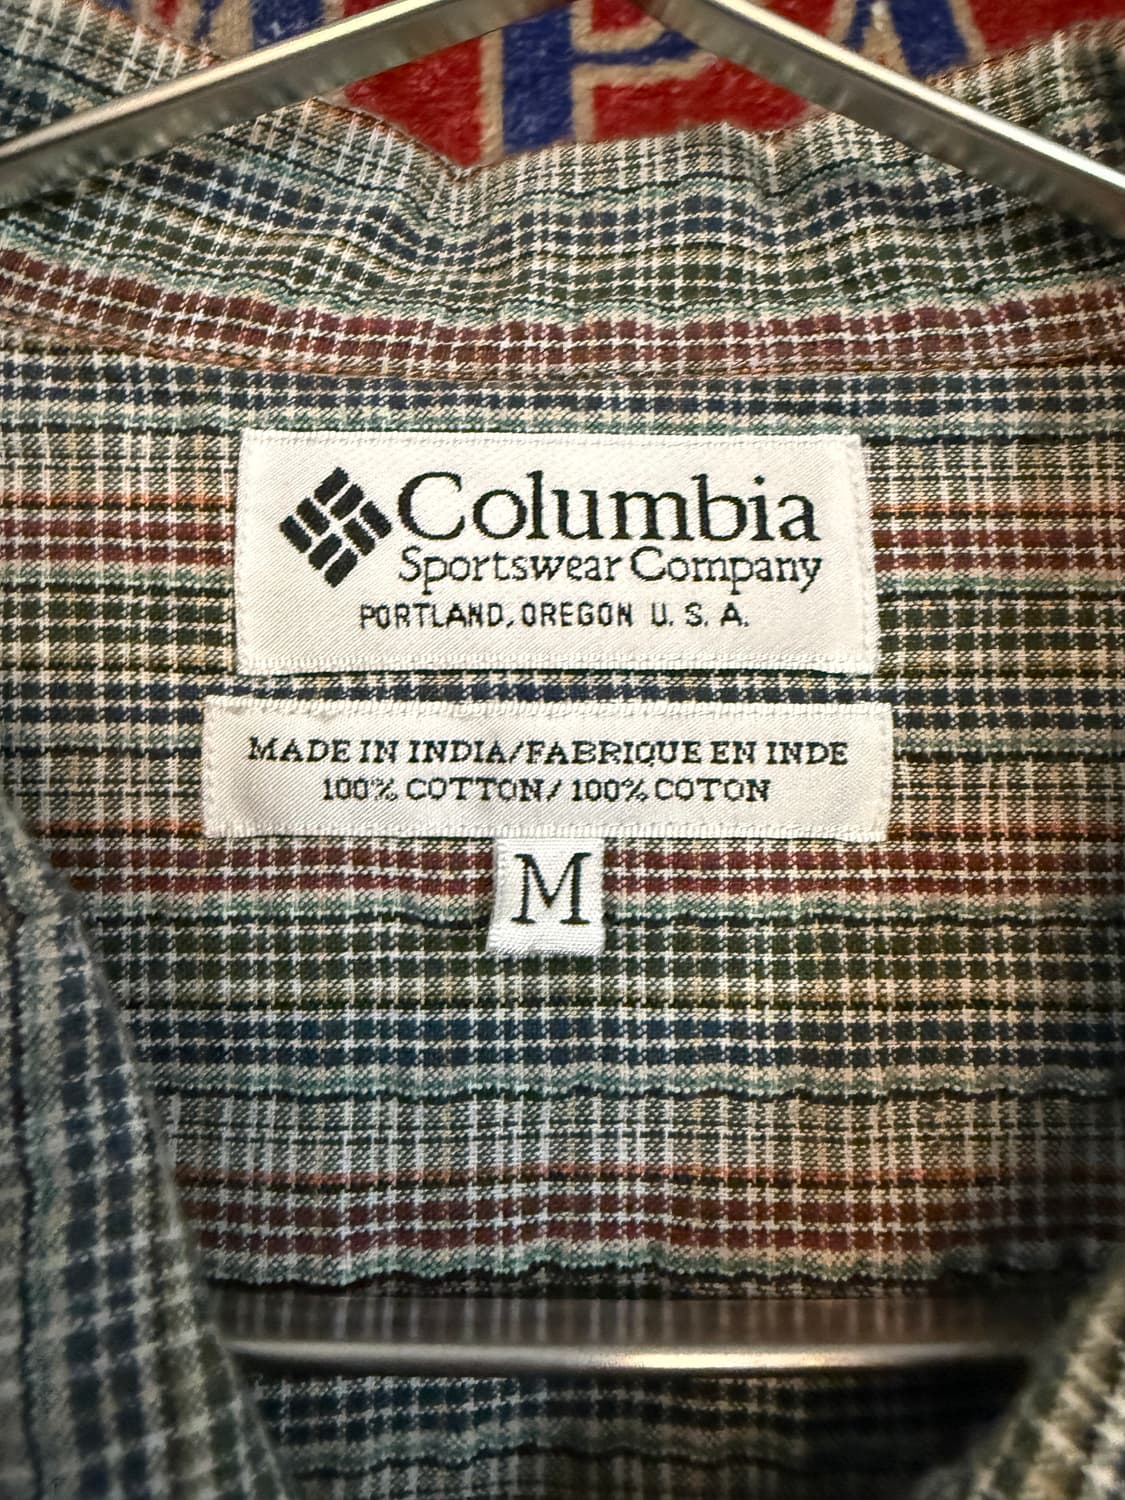 Columbia
Sportswear Company
PORTLAND, OREGON U. S. A.
MADE IN INDIA/FABRIQUE EN INDE
100% COTTON/ 100% COTON
M